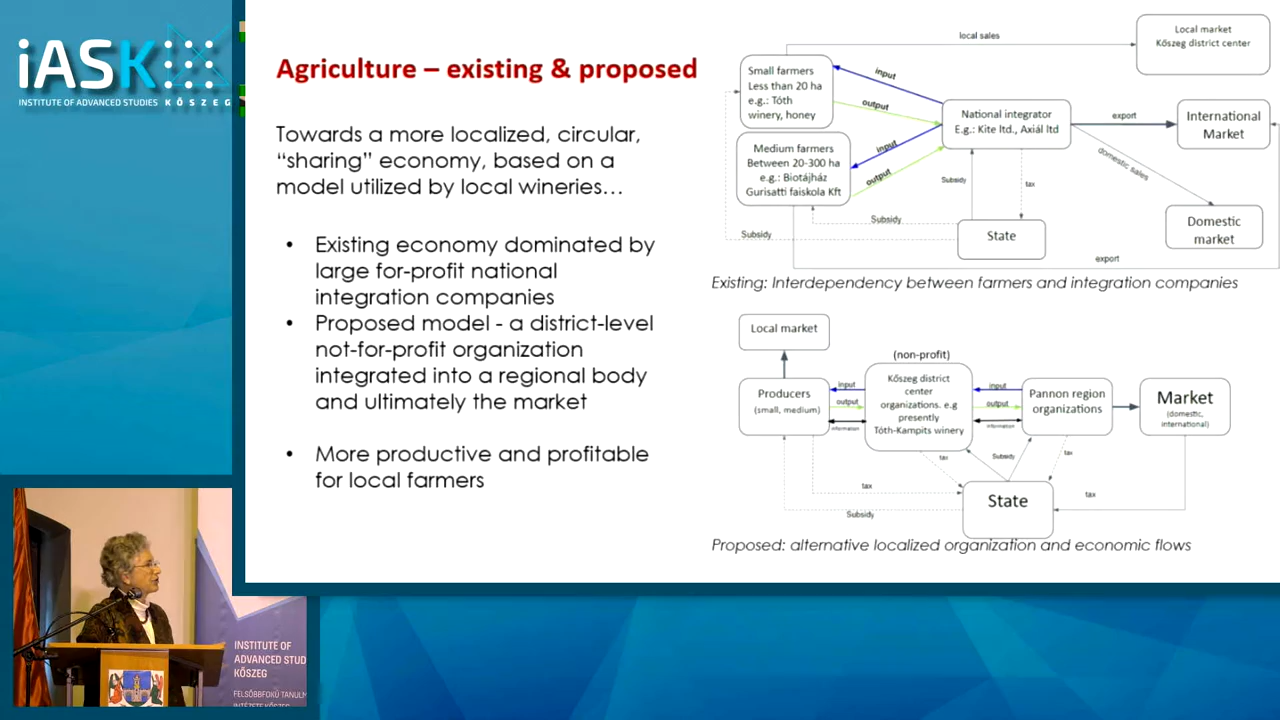 iASK
INSTITUTE OF ADVANCED STUDIES KŐSZEG
Agriculture – existing & proposed
Towards a more localized, circular,
“sharing” economy, based on a
model utilized by local wineries…
• Existing economy dominated by
large for-profit national
integration companies
• Proposed model - a district-level
not-for-profit organization
integrated into a regional body
and ultimately the market
• More productive and profitable
for local farmers
local sales
Local market
Kőszeg district center
Small farmers
Less than 20 ha
e.g.: Tóth
winery, honey
input
output
Medium farmers
Between 20-300 ha
e.g.: Biotájház
Gurisatti faiskola Kft
input
output
National integrator
E.g.: Kite ltd., Axiál ltd
export
International
Market
domestic sales
Domestic
market
Subsidy
tax
State
Subsidy
Subsidy
export
Existing: Interdependency between farmers and integration companies
Local market
(non-profit)
Producers
(small, medium)
input
output
information
Kőszeg district
center
organizations. e.g
presently
Tóth-Kampits winery
input
output
information
Pannon region
organizations
Market
(domestic,
international)
tax
Subsidy
tax
tax
Subsidy
State
tax
Proposed: alternative localized organization and economic flows
INSTITUTE OF
ADVANCED STUD
KŐSZEG
FELSŐBBFOKÚ TANULM
INTÉZETE KŐSZEG